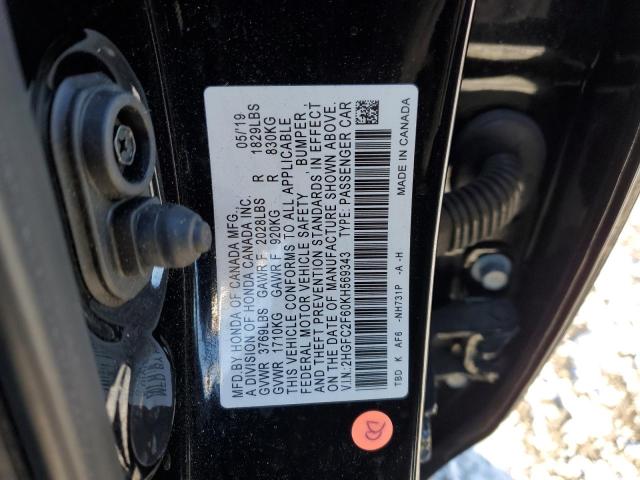 MFD.BY HONDA OF CANADA MFG. 05/19
A DIVISION OF HONDA CANADA INC.
GVWR 3769LBS GAWR F 2028LBS R 1829LBS
GVWR 1710KG GAWR F 920KG R 830KG
THIS VEHICLE CONFORMS TO ALL APPLICABLE
FEDERAL MOTOR VEHICLE SAFETY, BUMPER,
AND THEFT PREVENTION STANDARDS IN EFFECT
ON THE DATE OF MANUFACTURE SHOWN ABOVE.
V.I.N.: 2HGFC2F60KH569343 TYPE: PASSENGER CAR
TBD K AF6 -NH731P -A -H MADE IN CANADA